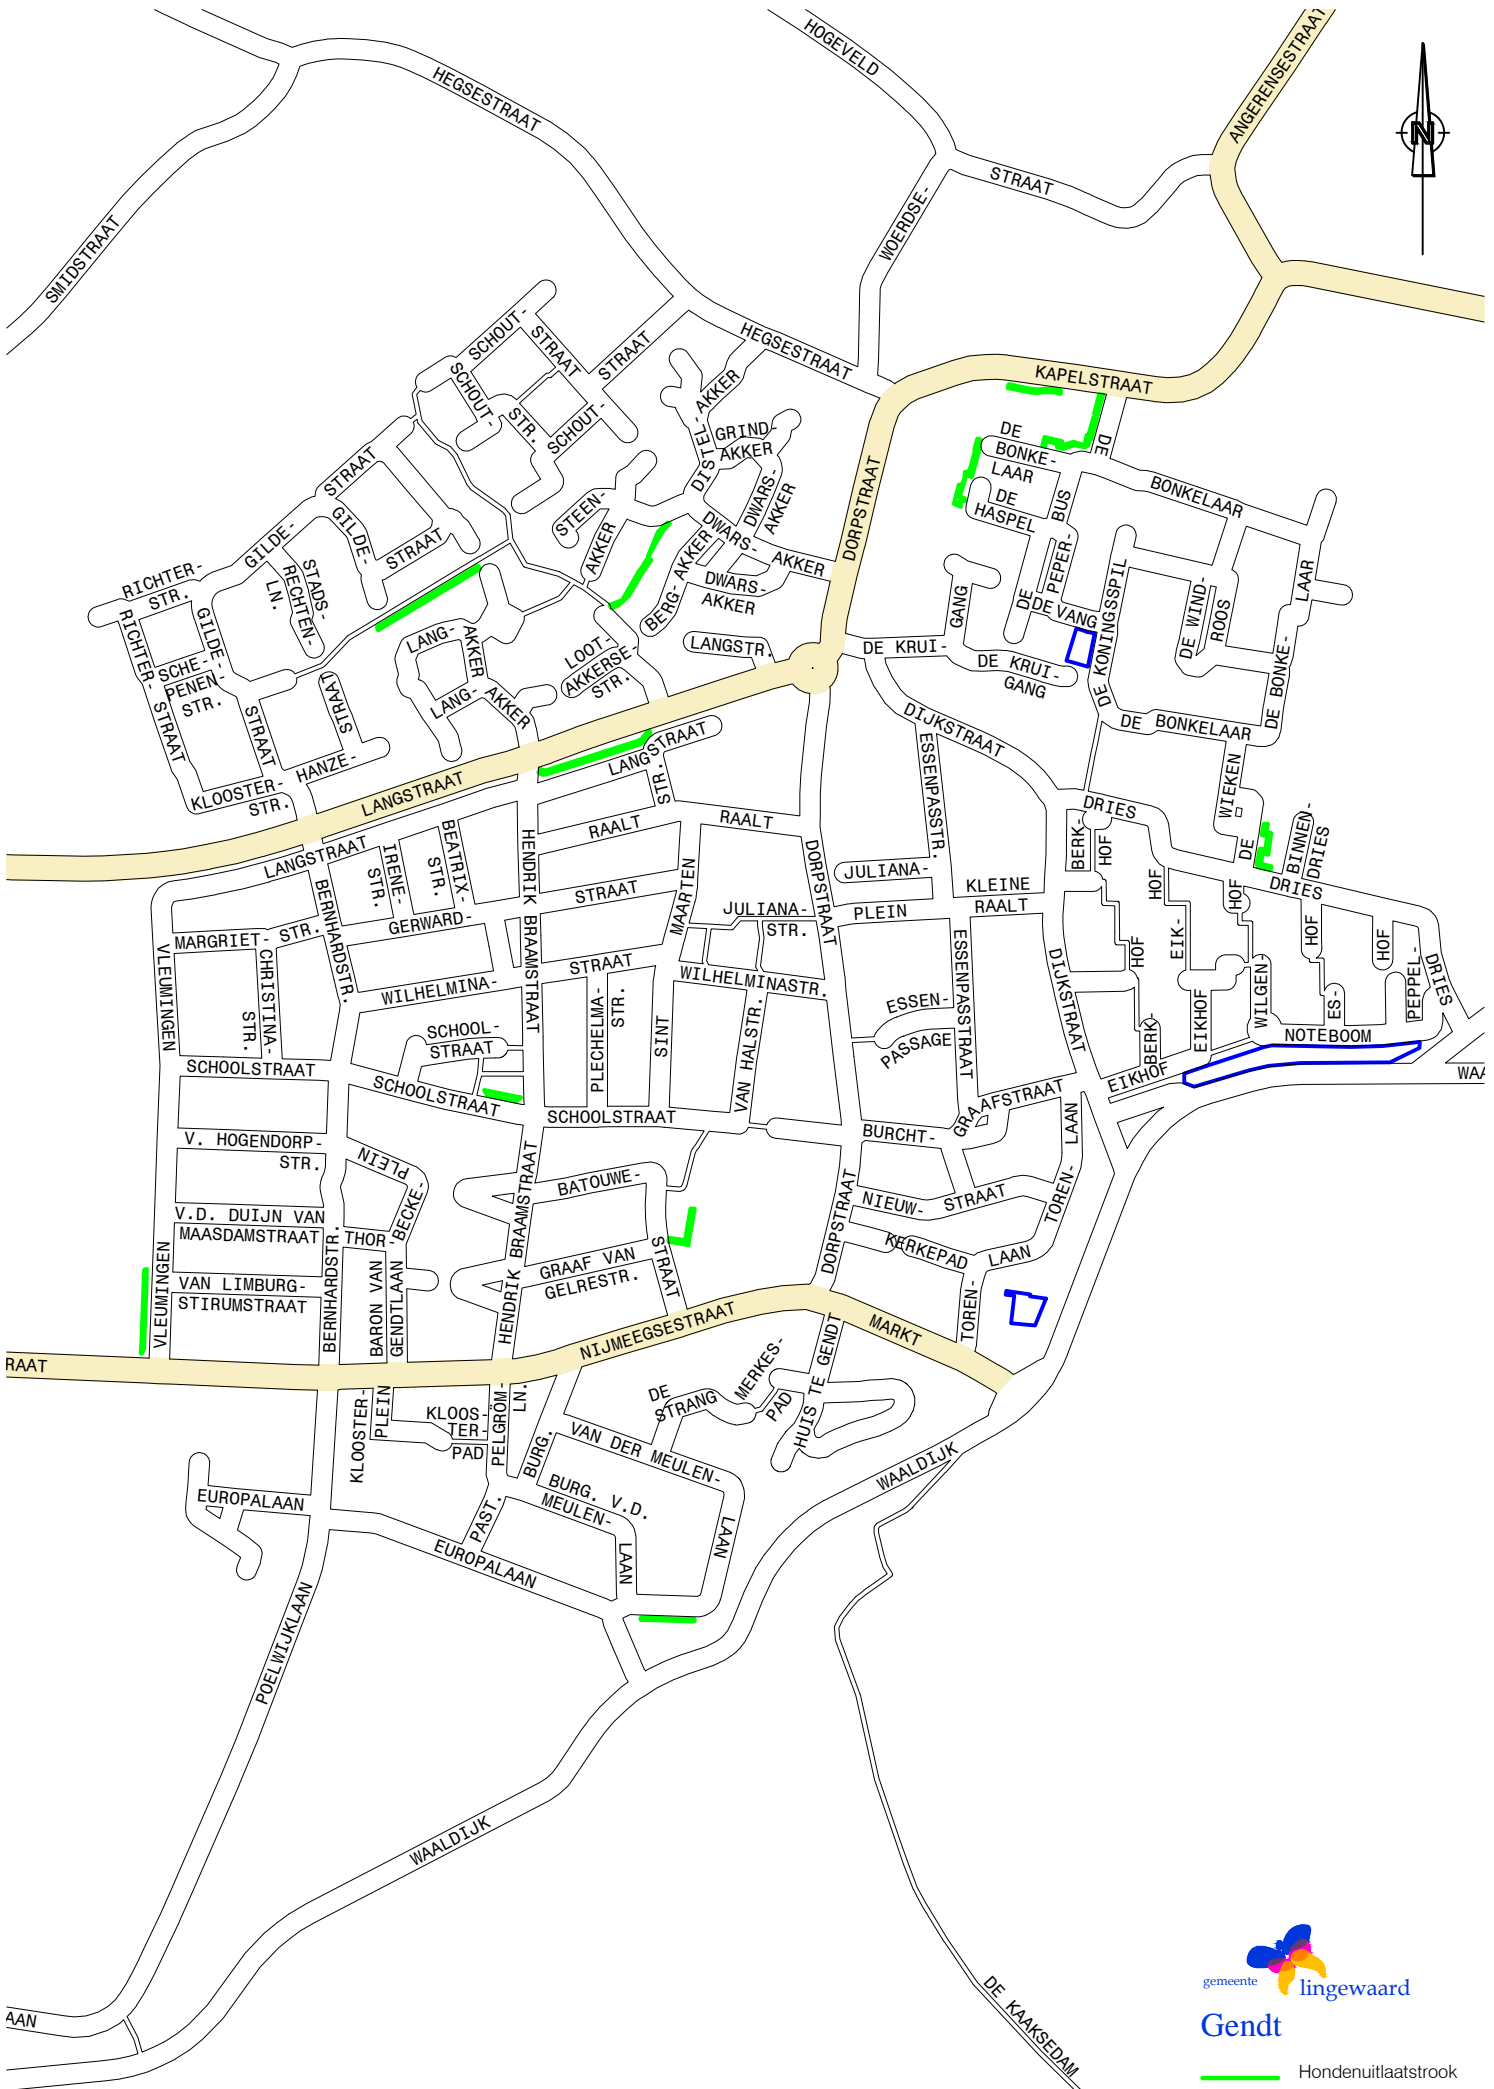 HOGEVELD
ANGERENSESTRAAT
HEGSESTRAAT
N
STRAAT
WOERDSE-
SMIDSTRAAT
SCHOUT-
STRAAT
STRAAT
HEGSESTRAAT
SCHOUT-
STR.
SCHOUT-
KAPELSTRAAT
AKKER
DISTEL-
GRIND-
AKKER
DE
BONKE-
LAAR
DE
STRAAT
GILDE-
GILDE-
STRAAT
STEEN-
AKKER
DWARS-
AKKER
DWARS-
AKKER
DORPSTRAAT
DE
HASPEL
BUS
PEPER-
DE
BONKELAAR
LAAR
RICHTER-
STR.
STADS-
RECHTEN-
LN.
BERG-
AKKER
DWARS-
AKKER
GANG
DE VANG
DE KONINGSSPIL
DE WIND-
ROOS
RICHTER-
STRAAT
GILDE-
STRAAT
SCHE-
PENEN-
STR.
LANG-
AKKER
LANG-
AKKER
LOOT-
AKKERSE-
STR.
LANGSTR.
DE KRUI-
DE KRUI-
GANG
DE BONKE-
STRAAT
HANZE-
KLOOSTER-
STR.
LANGSTRAAT
LANGSTRAAT
STR.
DIJKSTRAAT
ESSENPASSTR.
DE BONKELAAR
WIEKEN
DE
LANGSTRAAT
IRENE-
STR.
BEATRIX-
STR.
HENDRIK BRAAMSTRAAT
RAALT
RAALT
DRIES
BINNEN-
DRIES
BERK-
HOF
DORPSTRAAT
JULIANA-
PLEIN
KLEINE
RAALT
DRIES
BERNHARDSTR.
GERWARD-
STRAAT
MAARTEN
JULIANA-
STR.
HOF
EIK-
HOF
HOF
HOF
MARGRIET-
STR.
CHRISTINA-
STR.
VLEUMINGEN
WILHELMINA-
STRAAT
WILHELMINASTR.
PLECHELMA-
STR.
SINT
VAN HALSTR.
ESSEN-
PASSAGE
ESSENPASSTRAAT
DIJKSTRAAT
HOF
BERK-
EIKHOF
WILGEN-
ES-
PEPPEL-
DRIES
NOTEBOOM
SCHOOL-
STRAAT
SCHOOLSTRAAT
SCHOOLSTRAAT
SCHOOLSTRAAT
EIKHOF
WAA
GRAAFSTRAAT
BURCHT-
LAAN
TOREN-
V. HOGENDORP-
STR.
PLEIN
BECKE-
THOR-
BATOUWE-
STRAAT
HENDRIK BRAAMSTRAAT
NIEUW-
STRAAT
DORPSTRAAT
V.D. DUIJN VAN
MAASDAMSTRAAT
BERNHARDSTR.
KERKEPAD
LAAN
TOREN-
VAN LIMBURG-
STIRUMSTRAAT
VLEUMINGEN
BARON VAN
GENDTLAAN
GRAAF VAN
GELRESTR.
RAAT
NIJMEEGSESTRAAT
MARKT
HUIS TE GENDT
MERKES-
PAD
DE
STRANG
KLOOSTER-
PLEIN
KLOOS-
TER-
PAD
PELGROM-
LN.
PAST.
BURG.
VAN DER MEULEN-
LAAN
BURG. V.D.
MEULEN-
LAAN
WAALDIJK
EUROPALAAN
EUROPALAAN
POELWIJKLAAN
WAALDIJK
AAN
DE KAAKSEDAM
gemeente
lingewaard
Gendt
Hondenuitlaatstrook